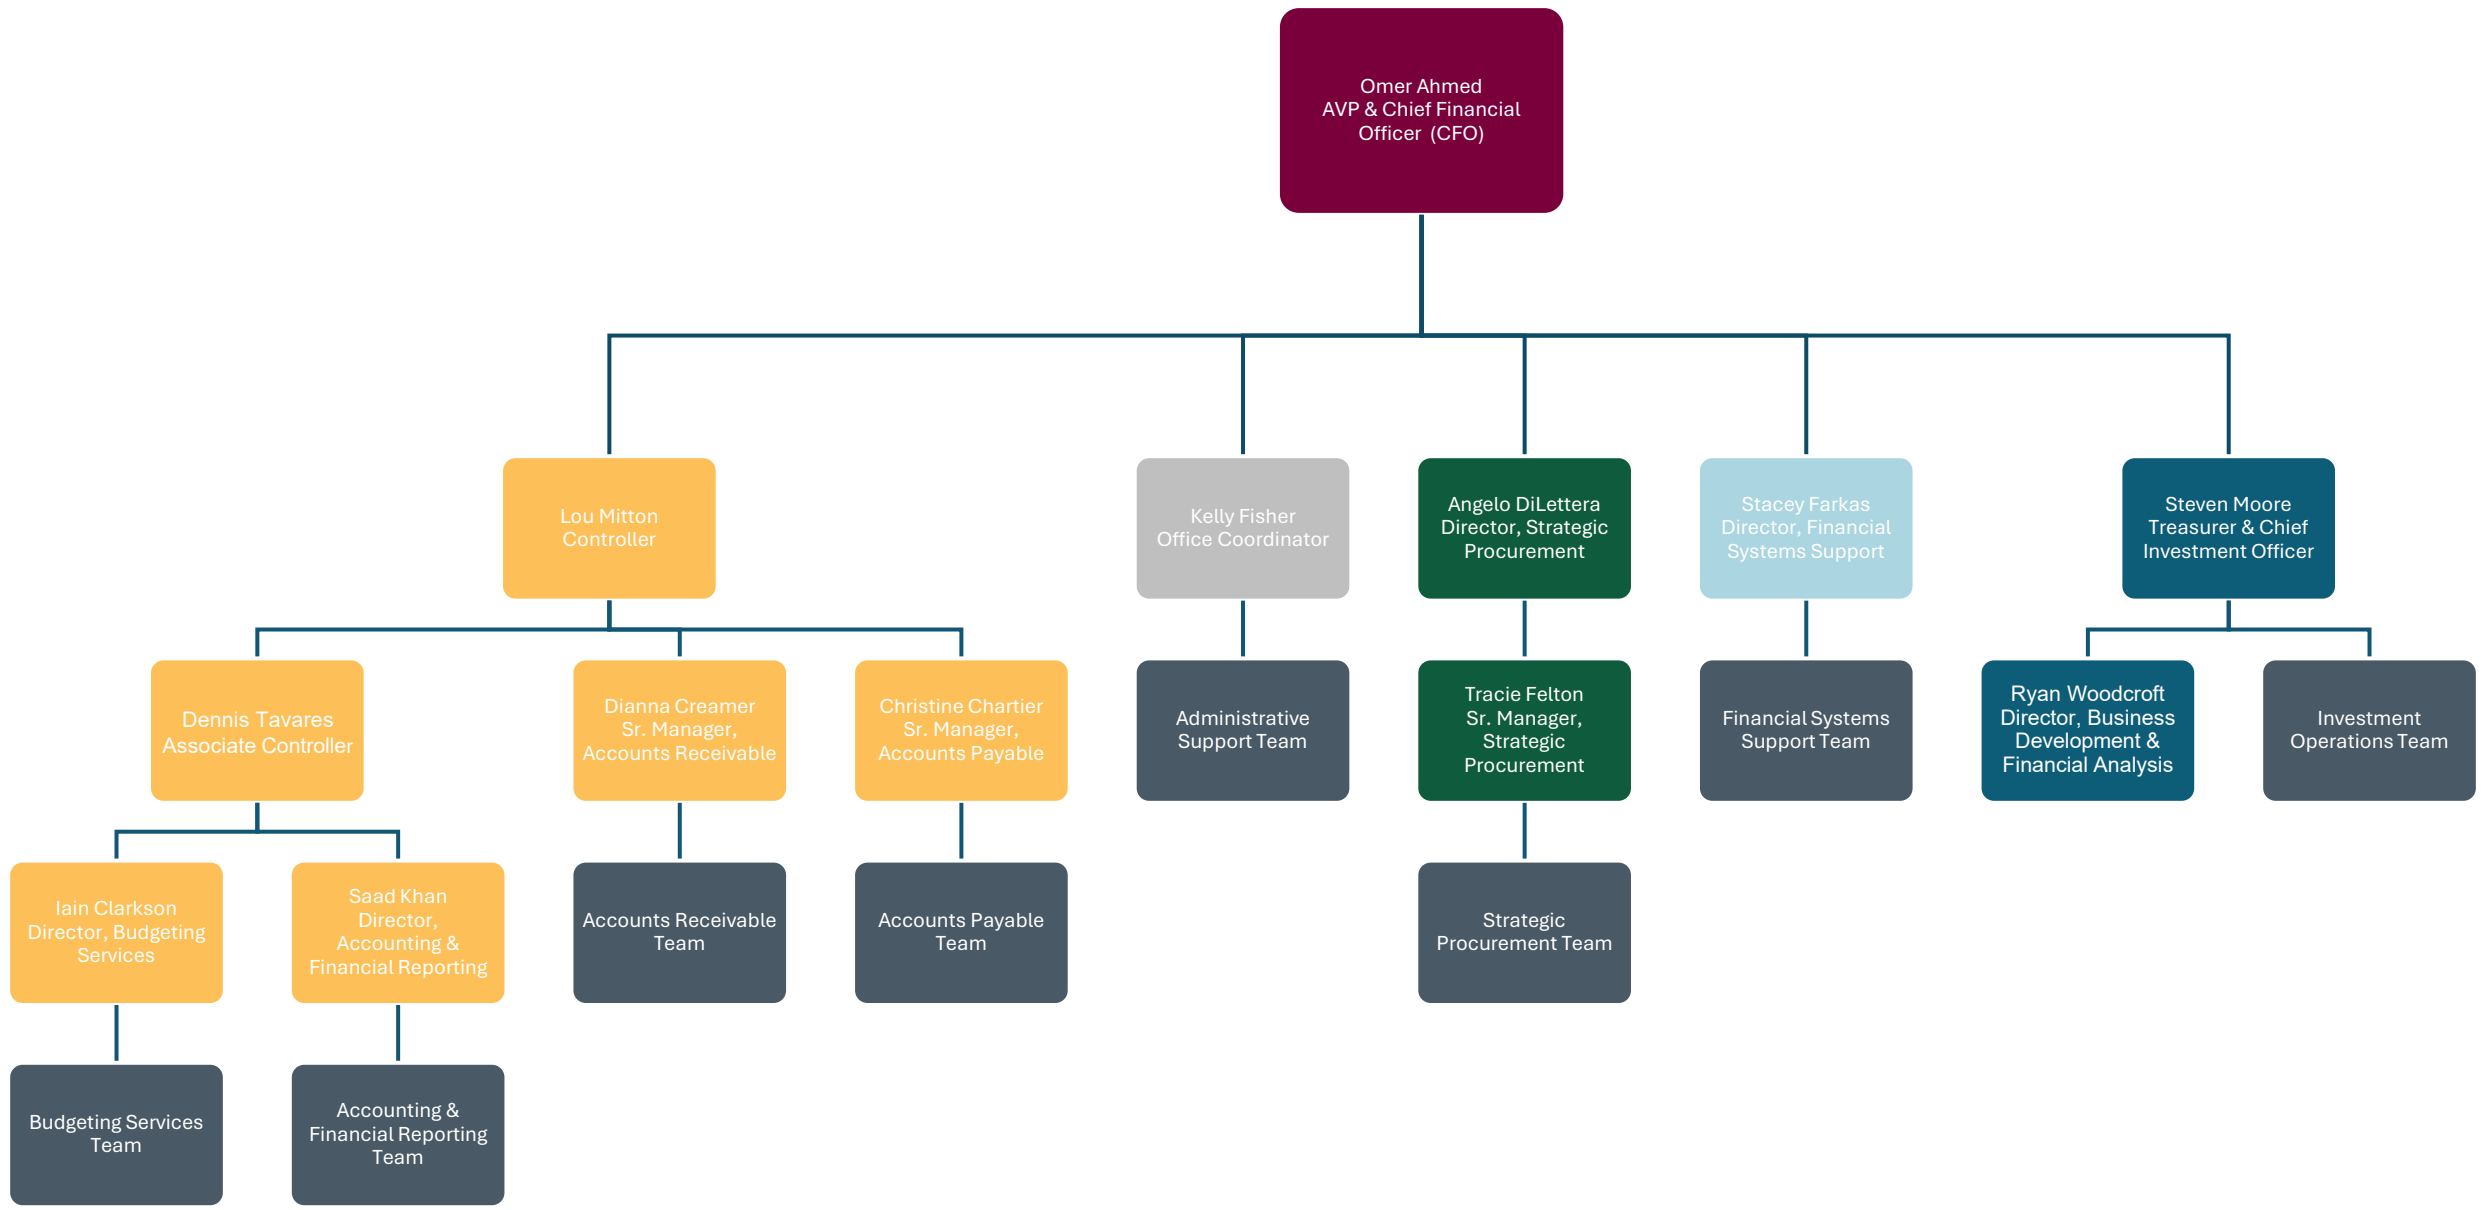 Omer Ahmed
AVP & Chief Financial
Officer (CFO)
Lou Mitton
Controller
Kelly Fisher
Office Coordinator
Angelo DiLettera
Director, Strategic
Procurement
Stacey Farkas
Director, Financial
Systems Support
Steven Moore
Treasurer & Chief
Investment Officer
Dennis Tavares
Associate Controller
Dianna Creamer
Sr. Manager,
Accounts Receivable
Christine Chartier
Sr. Manager,
Accounts Payable
Administrative
Support Team
Tracie Felton
Sr. Manager,
Strategic
Procurement
Financial Systems
Support Team
Ryan Woodcroft
Director, Business
Development &
Financial Analysis
Investment
Operations Team
Iain Clarkson
Director, Budgeting
Services
Saad Khan
Director,
Accounting &
Financial Reporting
Accounts Receivable
Team
Accounts Payable
Team
Strategic
Procurement Team
Budgeting Services
Team
Accounting &
Financial Reporting
Team